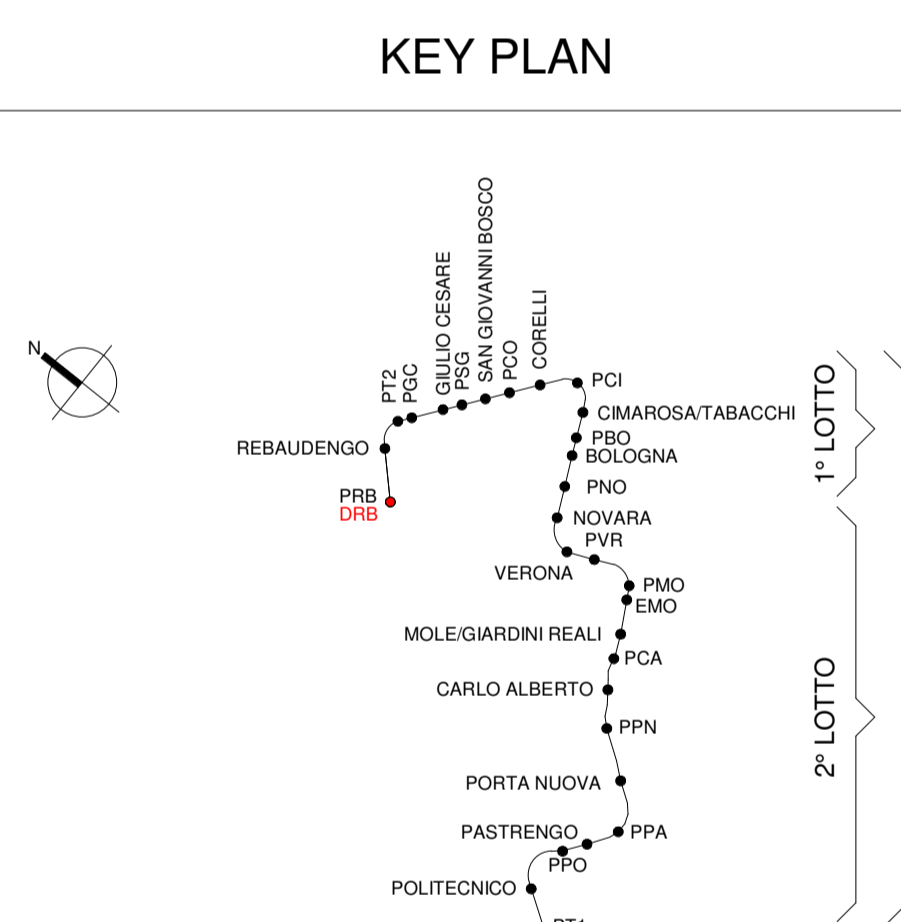 KEY PLAN
N
PT2
PGC
GIULIO CESARE
PSG
SAN GIOVANNI BOSCO
PCO
CORELLI
PCI
CIMAROSA/TABACCHI
REBAUDENGO
PBO
BOLOGNA
PRB
DRB
PNO
NOVARA
PVR
VERONA
PMO
EMO
MOLE/GIARDINI REALI
PCA
CARLO ALBERTO
PPN
PORTA NUOVA
PASTRENGO
PPA
PPO
POLITECNICO
PT1
1° LOTTO
2° LOTTO